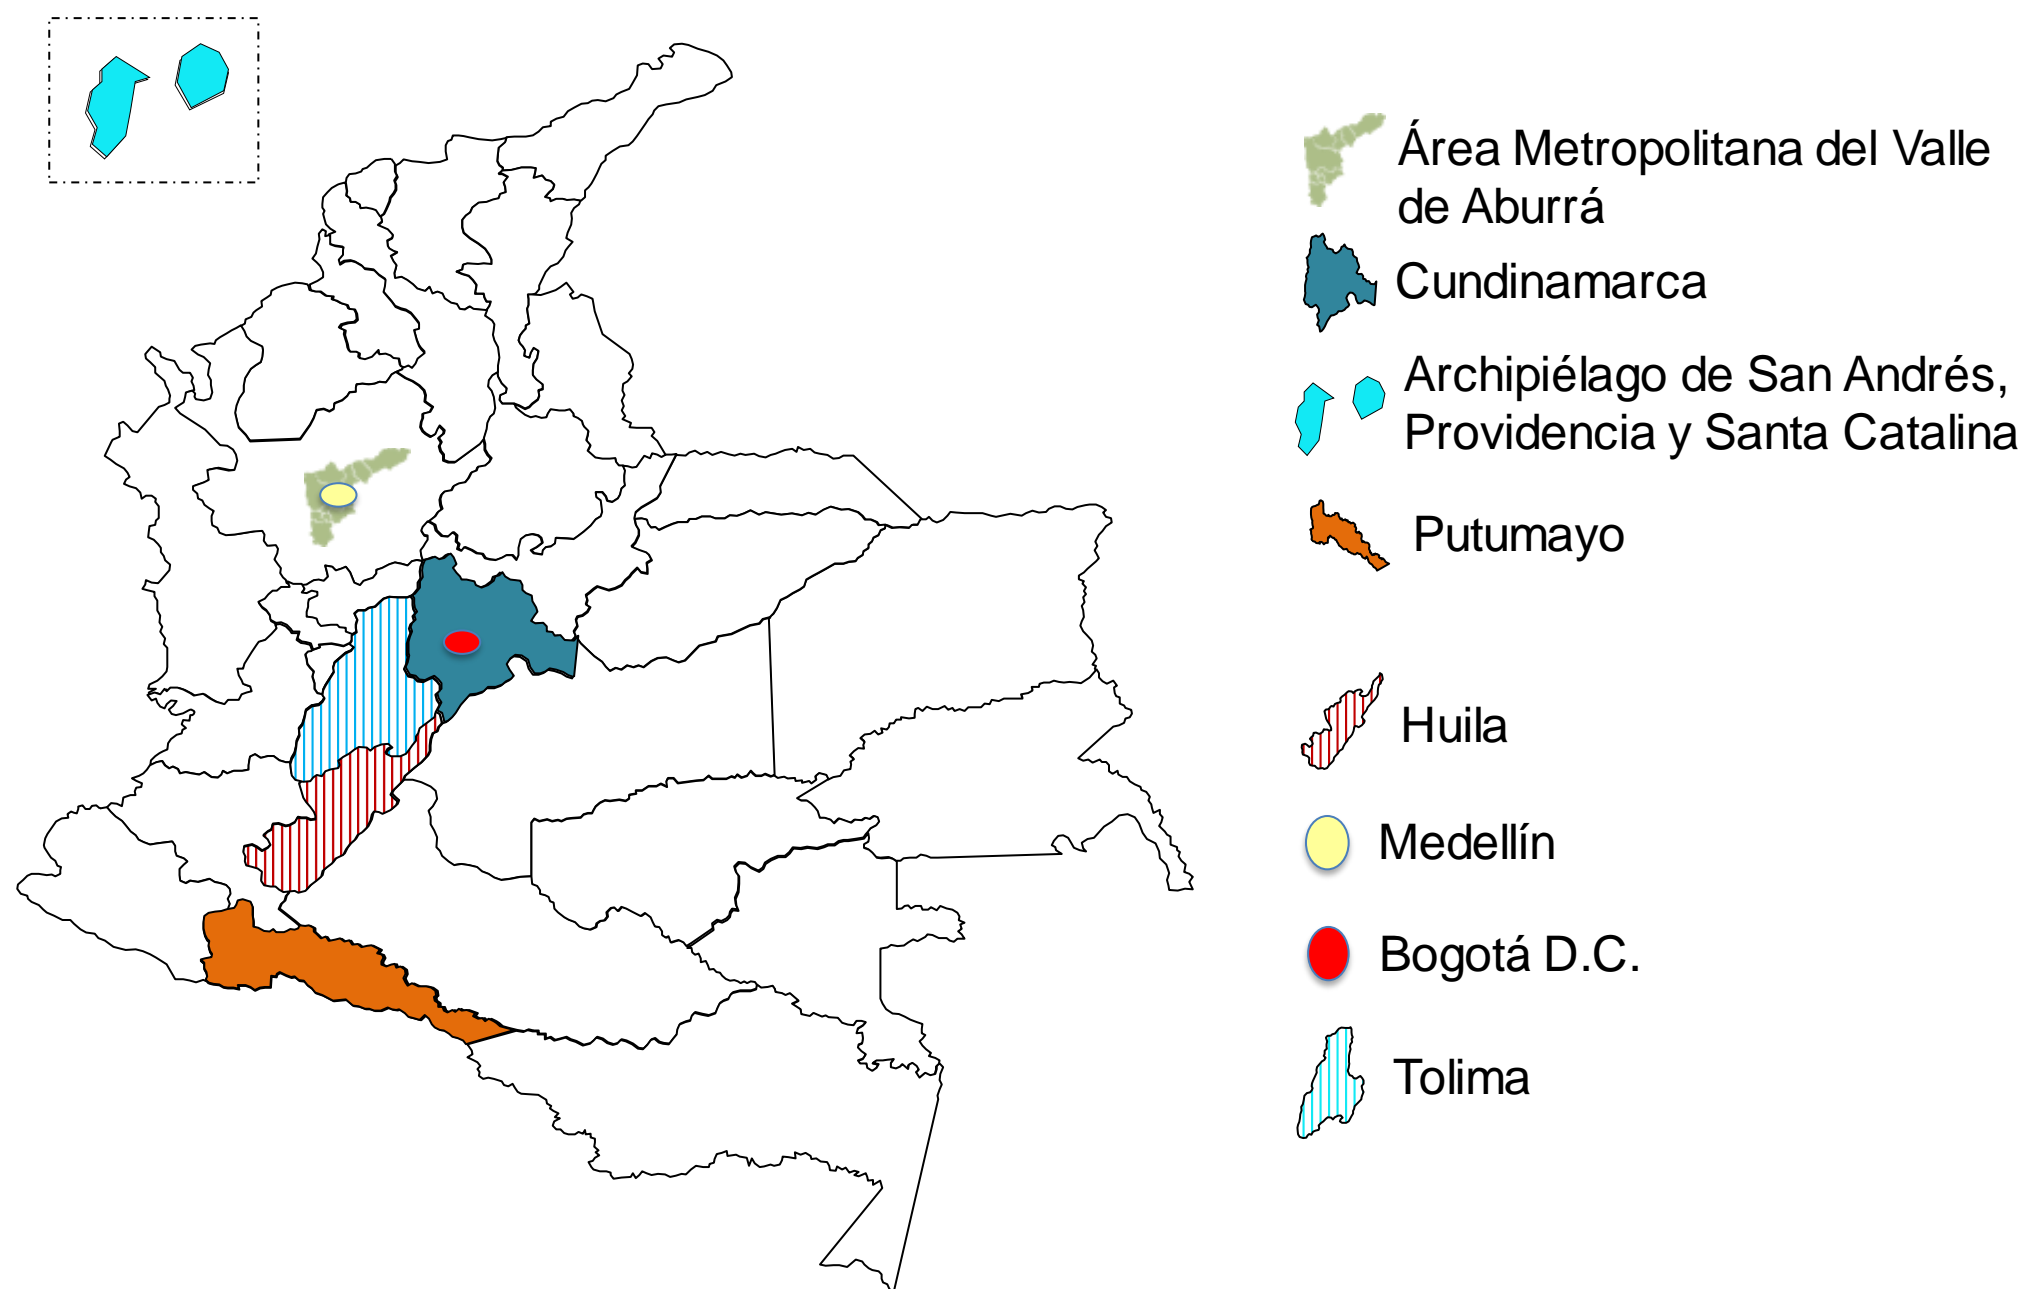 Área Metropolitana del Valle
de Aburrá
Cundinamarca
Archipiélago de San Andrés,
Providencia y Santa Catalina
Putumayo
Huila
Medellín
Bogotá D.C.
Tolima